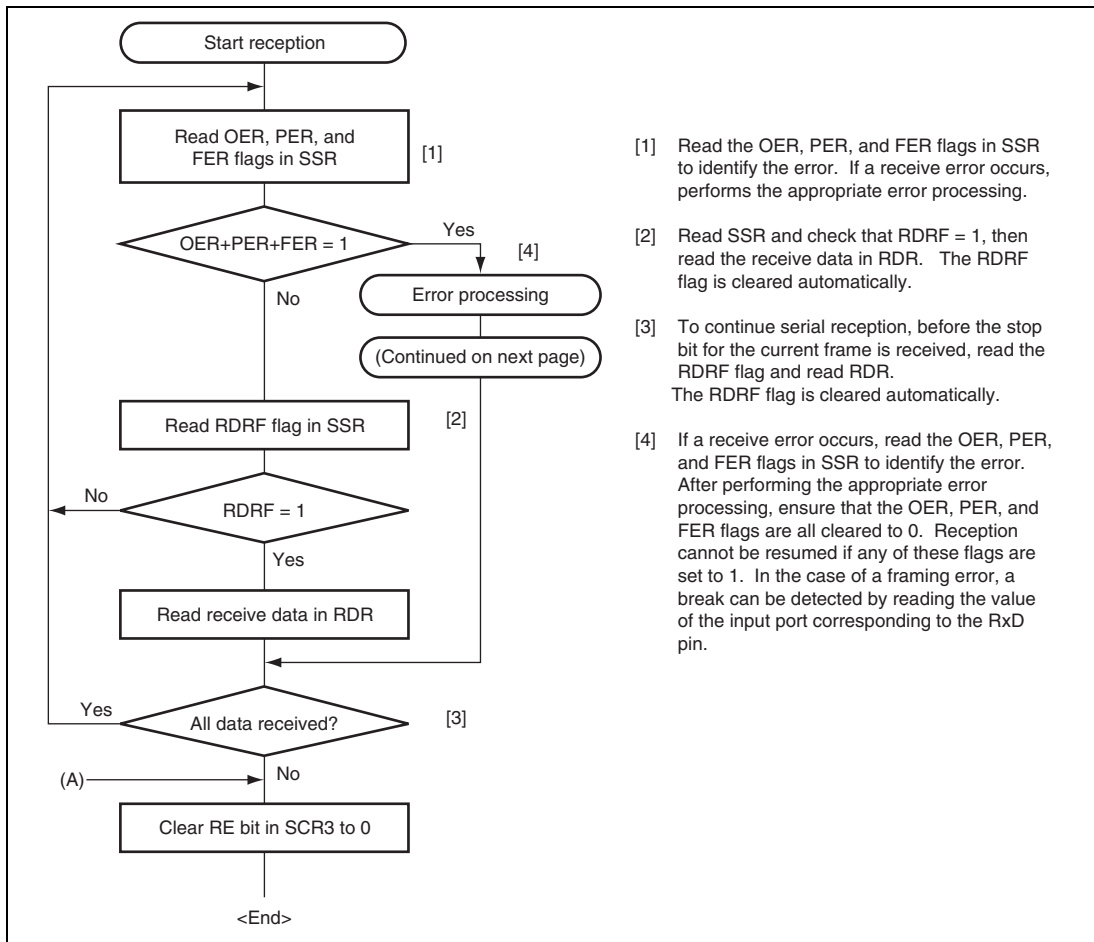 Start reception
Read OER, PER, and
FER flags in SSR
[1]
OER+PER+FER = 1
Yes
[4]
No
Error processing
(Continued on next page)
Read RDRF flag in SSR
[2]
No
RDRF = 1
Yes
Read receive data in RDR
Yes
All data received?
[3]
(A)
No
Clear RE bit in SCR3 to 0
<End>
[1] Read the OER, PER, and FER flags in SSR
to identify the error. If a receive error occurs,
performs the appropriate error processing.
[2] Read SSR and check that RDRF = 1, then
read the receive data in RDR. The RDRF
flag is cleared automatically.
[3] To continue serial reception, before the stop
bit for the current frame is received, read the
RDRF flag and read RDR.
The RDRF flag is cleared automatically.
[4] If a receive error occurs, read the OER, PER,
and FER flags in SSR to identify the error.
After performing the appropriate error
processing, ensure that the OER, PER, and
FER flags are all cleared to 0. Reception
cannot be resumed if any of these flags are
set to 1. In the case of a framing error, a
break can be detected by reading the value
of the input port corresponding to the RxD
pin.